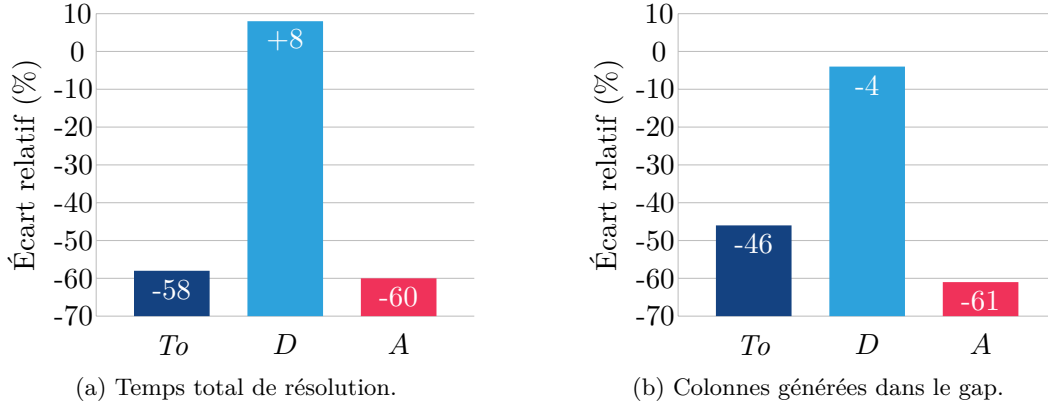 10
0
-10
-20
-30
-40
-50
-60
-70
Écart relatif (%)
+8
-58
-60
To
D
A
(a) Temps total de résolution.
10
0
-10
-20
-30
-40
-50
-60
-70
Écart relatif (%)
-4
-46
-61
To
D
A
(b) Colonnes générées dans le gap.